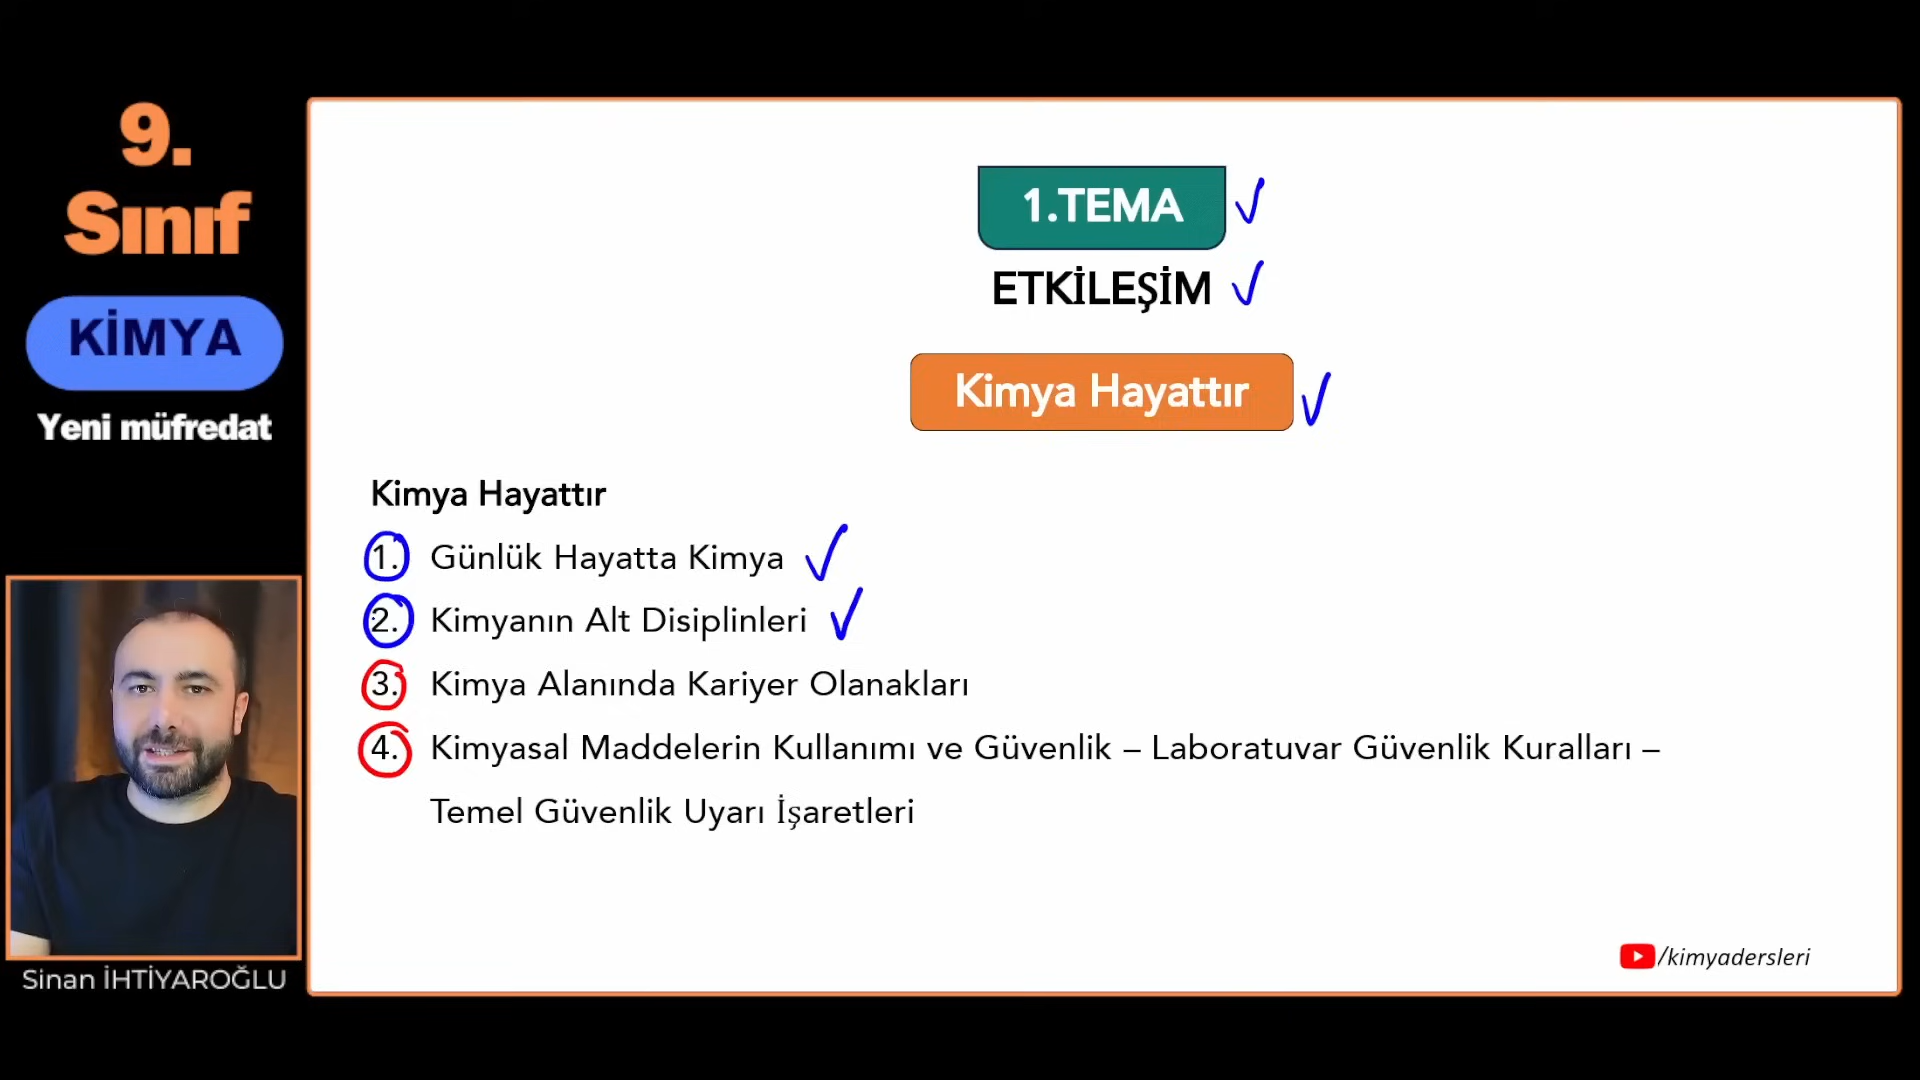 9.
Sınıf
KİMYA
Yeni müfredat
Sinan İHTİYAROĞLU
1.TEMA
ETKİLEŞİM
Kimya Hayattır
Kimya Hayattır
1. Günlük Hayatta Kimya
2. Kimyanın Alt Disiplinleri
3. Kimya Alanında Kariyer Olanakları
4. Kimyasal Maddelerin Kullanımı ve Güvenlik – Laboratuvar Güvenlik Kuralları –
Temel Güvenlik Uyarı İşaretleri
/kimyadersleri